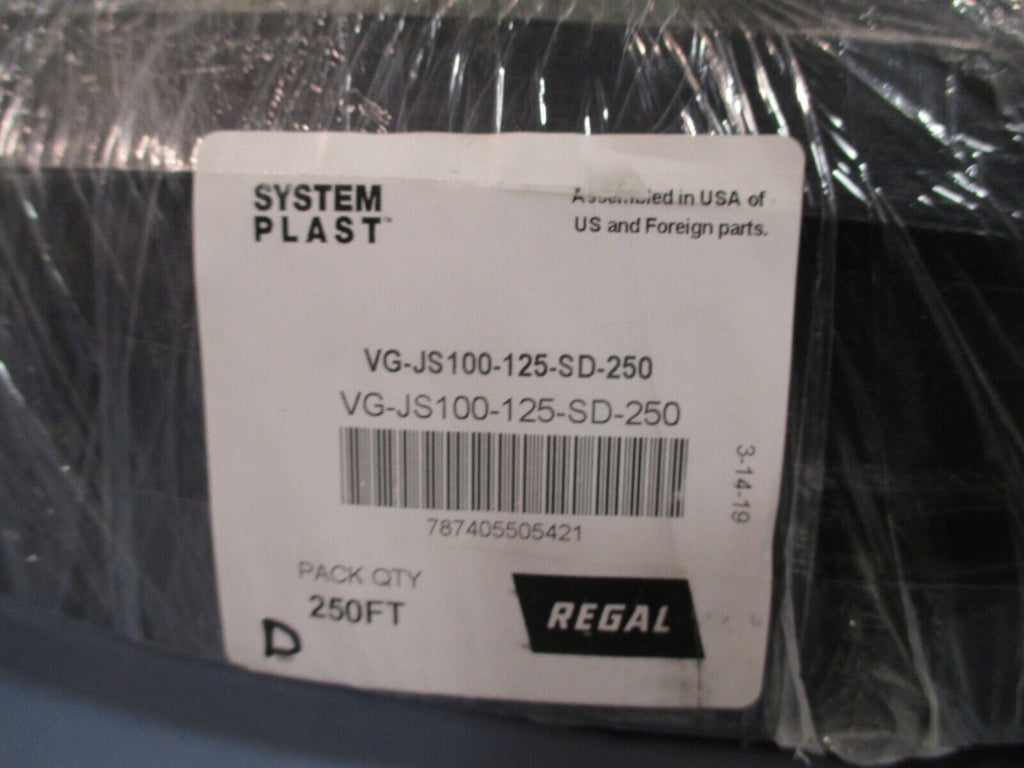 SYSTEM
PLAST™
Assembled in USA of
US and Foreign parts.
VG-JS100-125-SD-250
VG-JS100-125-SD-250
3-14-19
787405505421
PACK QTY
250FT
D
REGAL